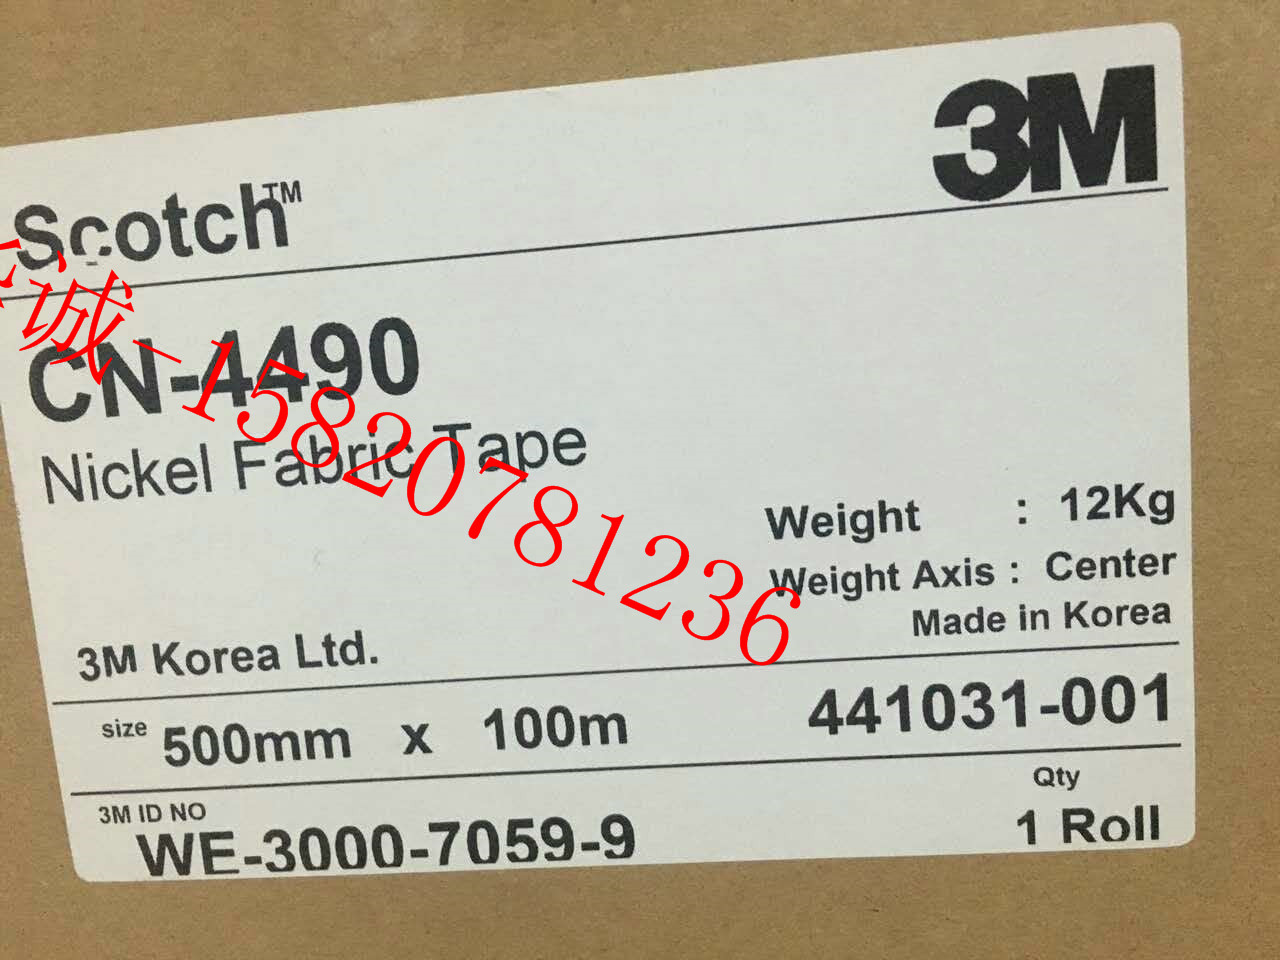 3M
Scotch™
CN-4490
Nickel Fabric Tape
诚-15820781236
Weight : 12Kg
Weight Axis : Center
Made in Korea
3M Korea Ltd.
size 500mm x 100m 441031-001
3M ID NO Qty
WE-3000-7059-9 1 Roll